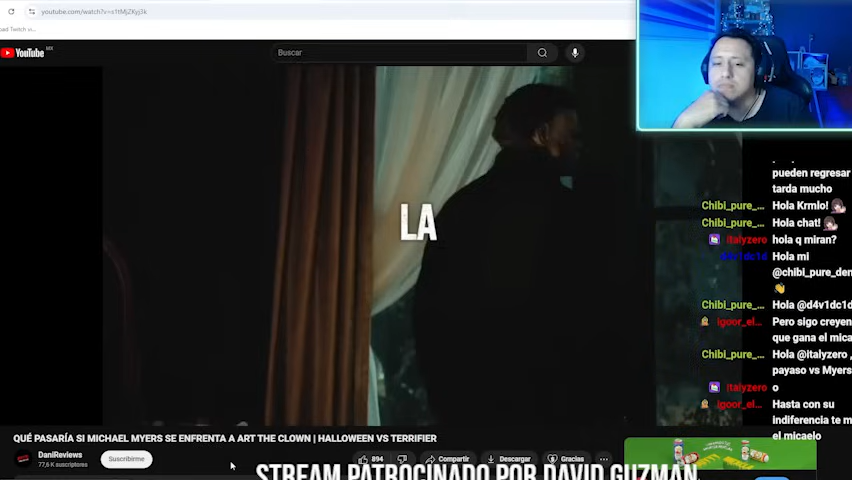 youtube.com/watch?v=s1tMjZKyj3k
YouTube MX
Buscar
LA
pueden regresar
tarda mucho
Chibi_pure_... Hola Krmlo!
Chibi_pure_... Hola chat!
italyzero hola q miran?
d4v1dc1d Hola mi
@chibi_pure_den
Chibi_pure_... Hola @d4v1dc1d
igoor_el... Pero sigo creyen
que gana el mica
Chibi_pure_... Hola @italyzero ,
payaso vs Myers
italyzero o
igoor_el... Hasta con su
indiferencia te m
el micaelo
QUÉ PASARÍA SI MICHAEL MYERS SE ENFRENTA A ART THE CLOWN | HALLOWEEN VS TERRIFIER
DaniReviews
77,6 K suscriptores
Suscribirme
894
Compartir
Descargar
Gracias
STREAM PATROCINADO POR DAVID GUZMAN